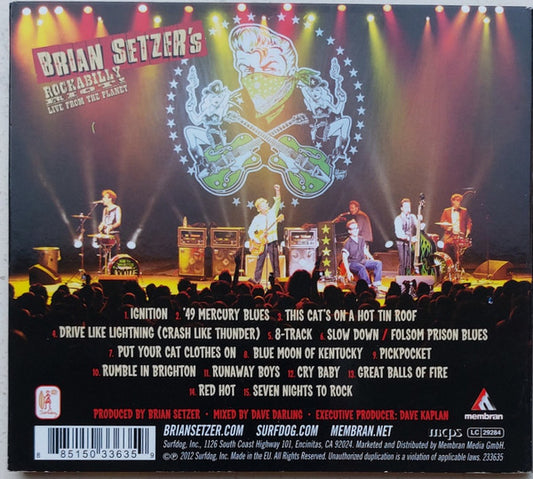 BRIAN SETZER'S
ROCKABILLY
RIOT!
LIVE FROM THE PLANET
1. IGNITION 2. '49 MERCURY BLUES 3. THIS CAT'S ON A HOT TIN ROOF
4. DRIVE LIKE LIGHTNING (CRASH LIKE THUNDER) 5. 8-TRACK 6. SLOW DOWN / FOLSOM PRISON BLUES
7. PUT YOUR CAT CLOTHES ON 8. BLUE MOON OF KENTUCKY 9. PICKPOCKET
10. RUMBLE IN BRIGHTON 11. RUNAWAY BOYS 12. CRY BABY 13. GREAT BALLS OF FIRE
14. RED HOT 15. SEVEN NIGHTS TO ROCK
PRODUCED BY BRIAN SETZER • MIXED BY DAVE DARLING • EXECUTIVE PRODUCER: DAVE KAPLAN
membran
BRIANSETZER.COM SURFDOG.COM MEMBRAN.NET
mcps LC 29284
Surfdog, Inc., 1126 South Coast Highway 101, Encinitas, CA 92024. Marketed and Distributed by Membran Media GmbH.
Ⓟ © 2012 Surfdog, Inc. Made in the EU. All Rights Reserved. Unauthorized duplication is a violation of applicable laws. 233635
8 85150 33635 9